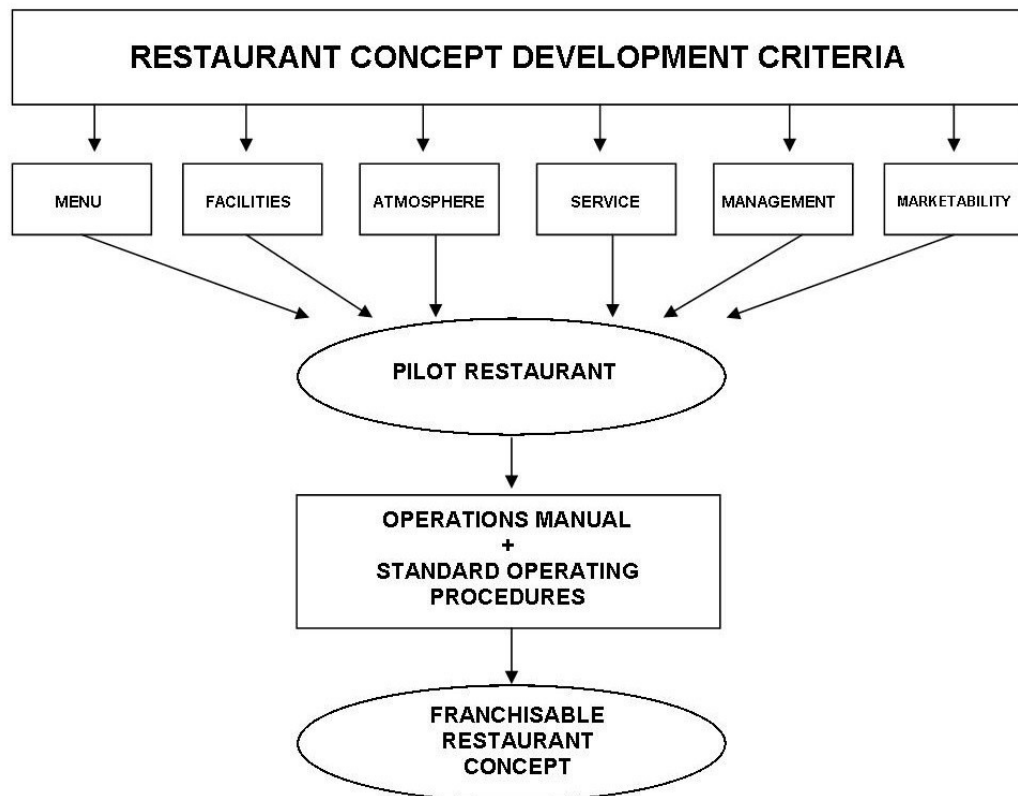 RESTAURANT CONCEPT DEVELOPMENT CRITERIA
MENU
FACILITIES
ATMOSPHERE
SERVICE
MANAGEMENT
MARKETABILITY
PILOT RESTAURANT
OPERATIONS MANUAL
+
STANDARD OPERATING
PROCEDURES
FRANCHISABLE
RESTAURANT
CONCEPT